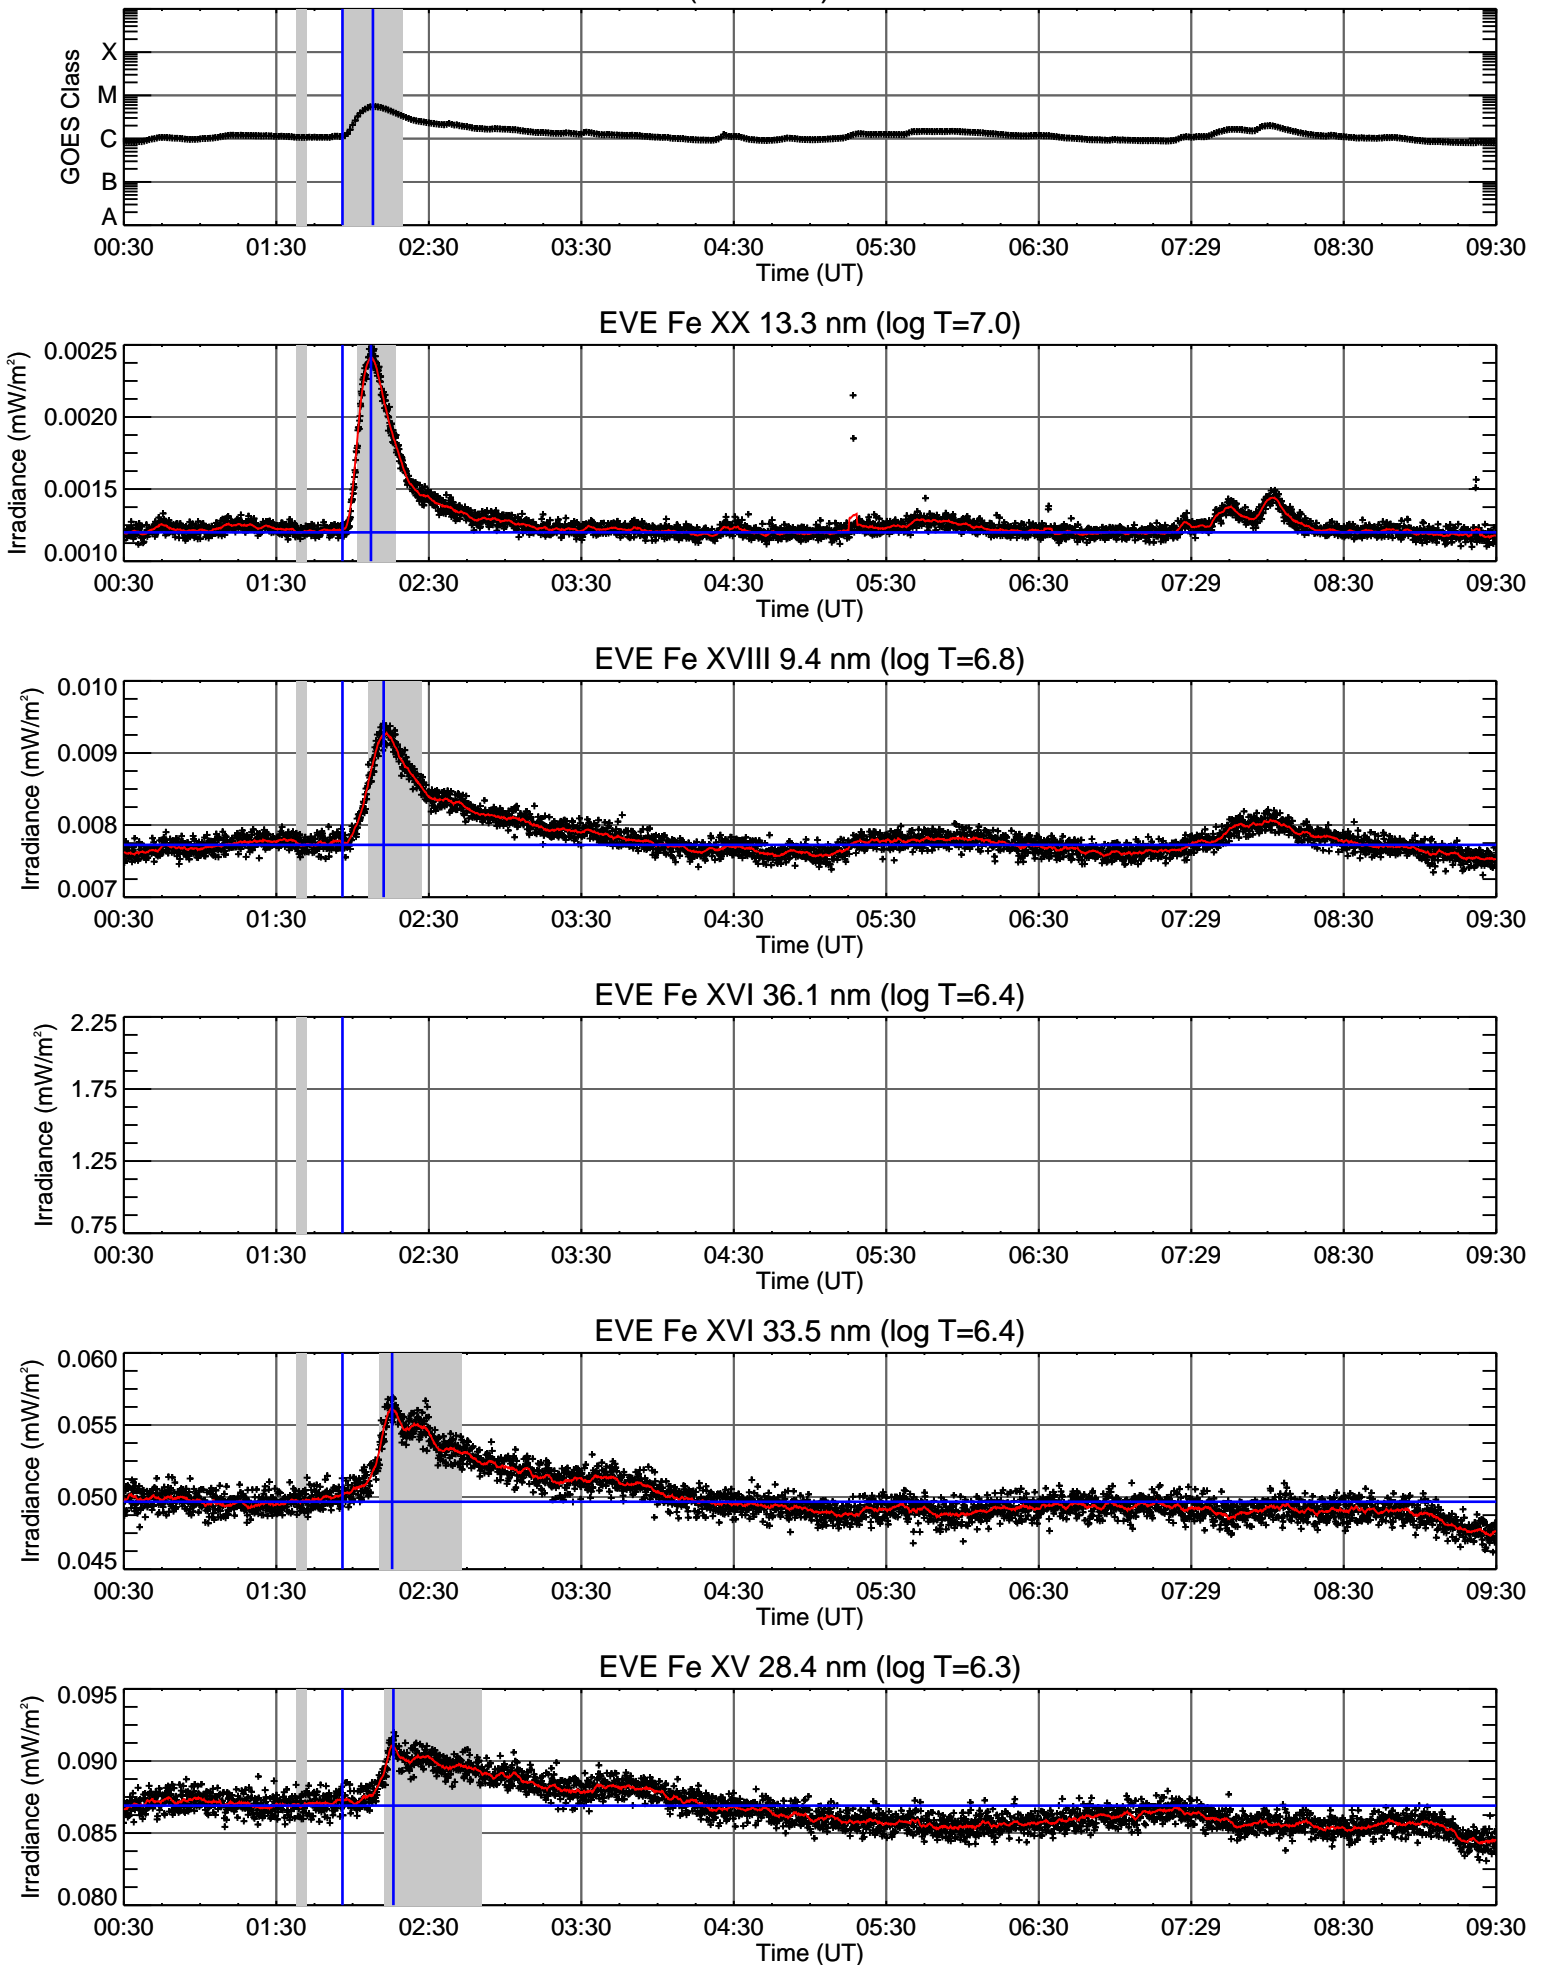 GOES Class
X
M
C
B
A
00:30 01:30 02:30 03:30 04:30 05:30 06:30 07:29 08:30 09:30
Time (UT)
EVE Fe XX 13.3 nm (log T=7.0)
Irradiance (mW/m²)
0.0025
0.0020
0.0015
0.0010
00:30 01:30 02:30 03:30 04:30 05:30 06:30 07:29 08:30 09:30
Time (UT)
EVE Fe XVIII 9.4 nm (log T=6.8)
Irradiance (mW/m²)
0.010
0.009
0.008
0.007
00:30 01:30 02:30 03:30 04:30 05:30 06:30 07:29 08:30 09:30
Time (UT)
EVE Fe XVI 36.1 nm (log T=6.4)
Irradiance (mW/m²)
2.25
1.75
1.25
0.75
00:30 01:30 02:30 03:30 04:30 05:30 06:30 07:29 08:30 09:30
Time (UT)
EVE Fe XVI 33.5 nm (log T=6.4)
Irradiance (mW/m²)
0.060
0.055
0.050
0.045
00:30 01:30 02:30 03:30 04:30 05:30 06:30 07:29 08:30 09:30
Time (UT)
EVE Fe XV 28.4 nm (log T=6.3)
Irradiance (mW/m²)
0.095
0.090
0.085
0.080
00:30 01:30 02:30 03:30 04:30 05:30 06:30 07:29 08:30 09:30
Time (UT)